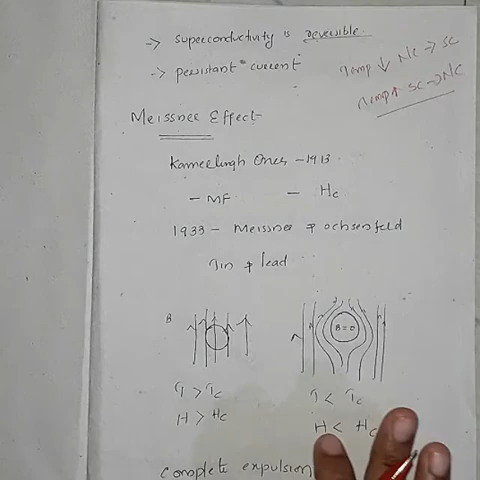 -> Superconductivity is reversible.
-> persistant current
Temp ↓ NC -> SC
Temp ↑ SC -> NC
Meissner Effect
Kamerlingh Ones - 1913
- MF - Hc
1933 - Meissner & ochsenfeld
Tin & lead
B
B = 0
T > Tc
H > Hc
T < Tc
H < Hc
Complete expulsion